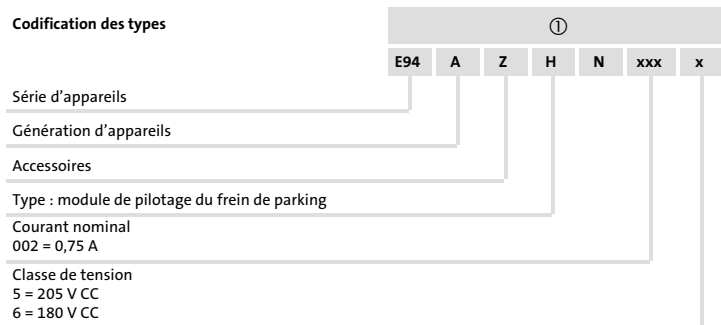 Codification des types
①
E94 A Z H N xxx x
Série d'appareils
Génération d'appareils
Accessoires
Type : module de pilotage du frein de parking
Courant nominal
002 = 0,75 A
Classe de tension
5 = 205 V CC
6 = 180 V CC